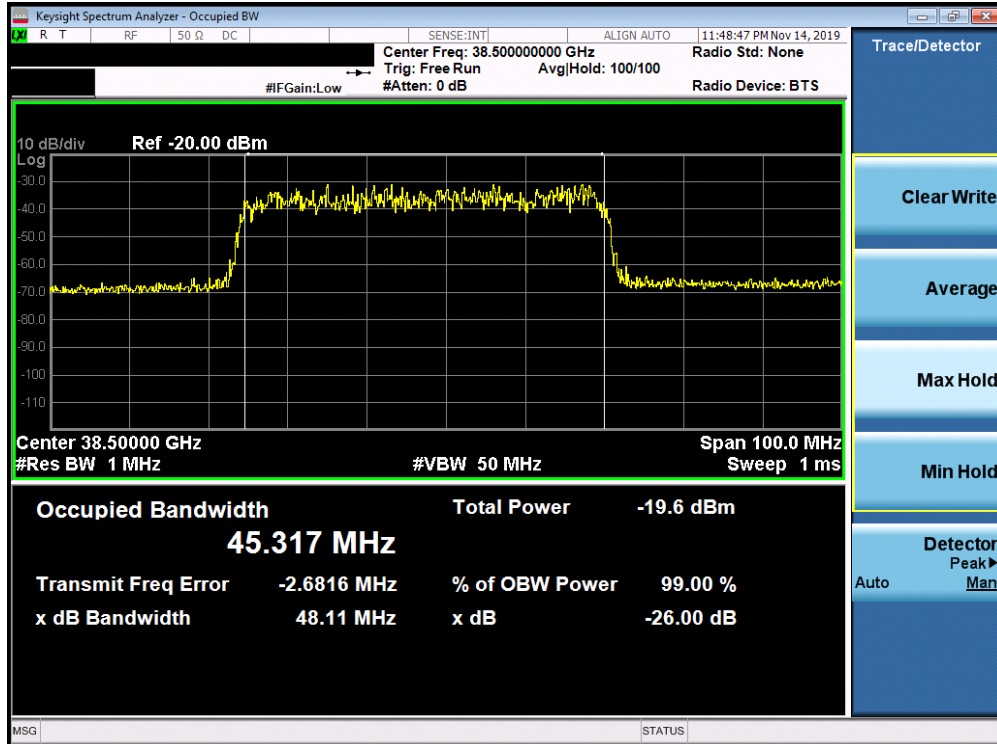 Keysight Spectrum Analyzer - Occupied BW
LXI R T RF 50 Ω DC SENSE:INT ALIGN AUTO 11:48:47 PM Nov 14, 2019
Center Freq: 38.500000000 GHz Radio Std: None
Trig: Free Run Avg|Hold: 100/100
#IFGain:Low #Atten: 0 dB Radio Device: BTS
10 dB/div Ref -20.00 dBm
Log
-30.0
-40.0
-50.0
-60.0
-70.0
-80.0
-90.0
-100
-110
Center 38.50000 GHz Span 100.0 MHz
#Res BW 1 MHz #VBW 50 MHz Sweep 1 ms
Occupied Bandwidth Total Power -19.6 dBm
45.317 MHz
Transmit Freq Error -2.6816 MHz % of OBW Power 99.00 %
x dB Bandwidth 48.11 MHz x dB -26.00 dB
MSG STATUS
Trace/Detector
Clear Write
Average
Max Hold
Min Hold
Detector
Peak▶
Auto Man